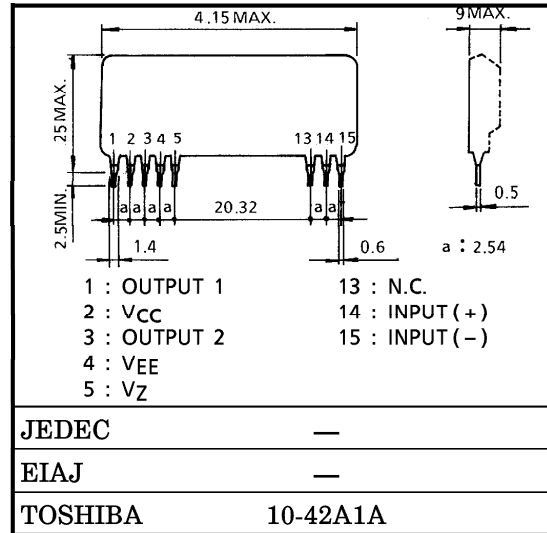 4.15 MAX.
9 MAX.
25 MAX.
2.5MIN.
1 2 3 4 5 13 14 15
a a a a 20.32 a a
0.5
1.4 0.6 a : 2.54
1 : OUTPUT 1 13 : N.C.
2 : VCC 14 : INPUT (+)
3 : OUTPUT 2 15 : INPUT (−)
4 : VEE
5 : VZ
JEDEC —
EIAJ —
TOSHIBA 10-42A1A